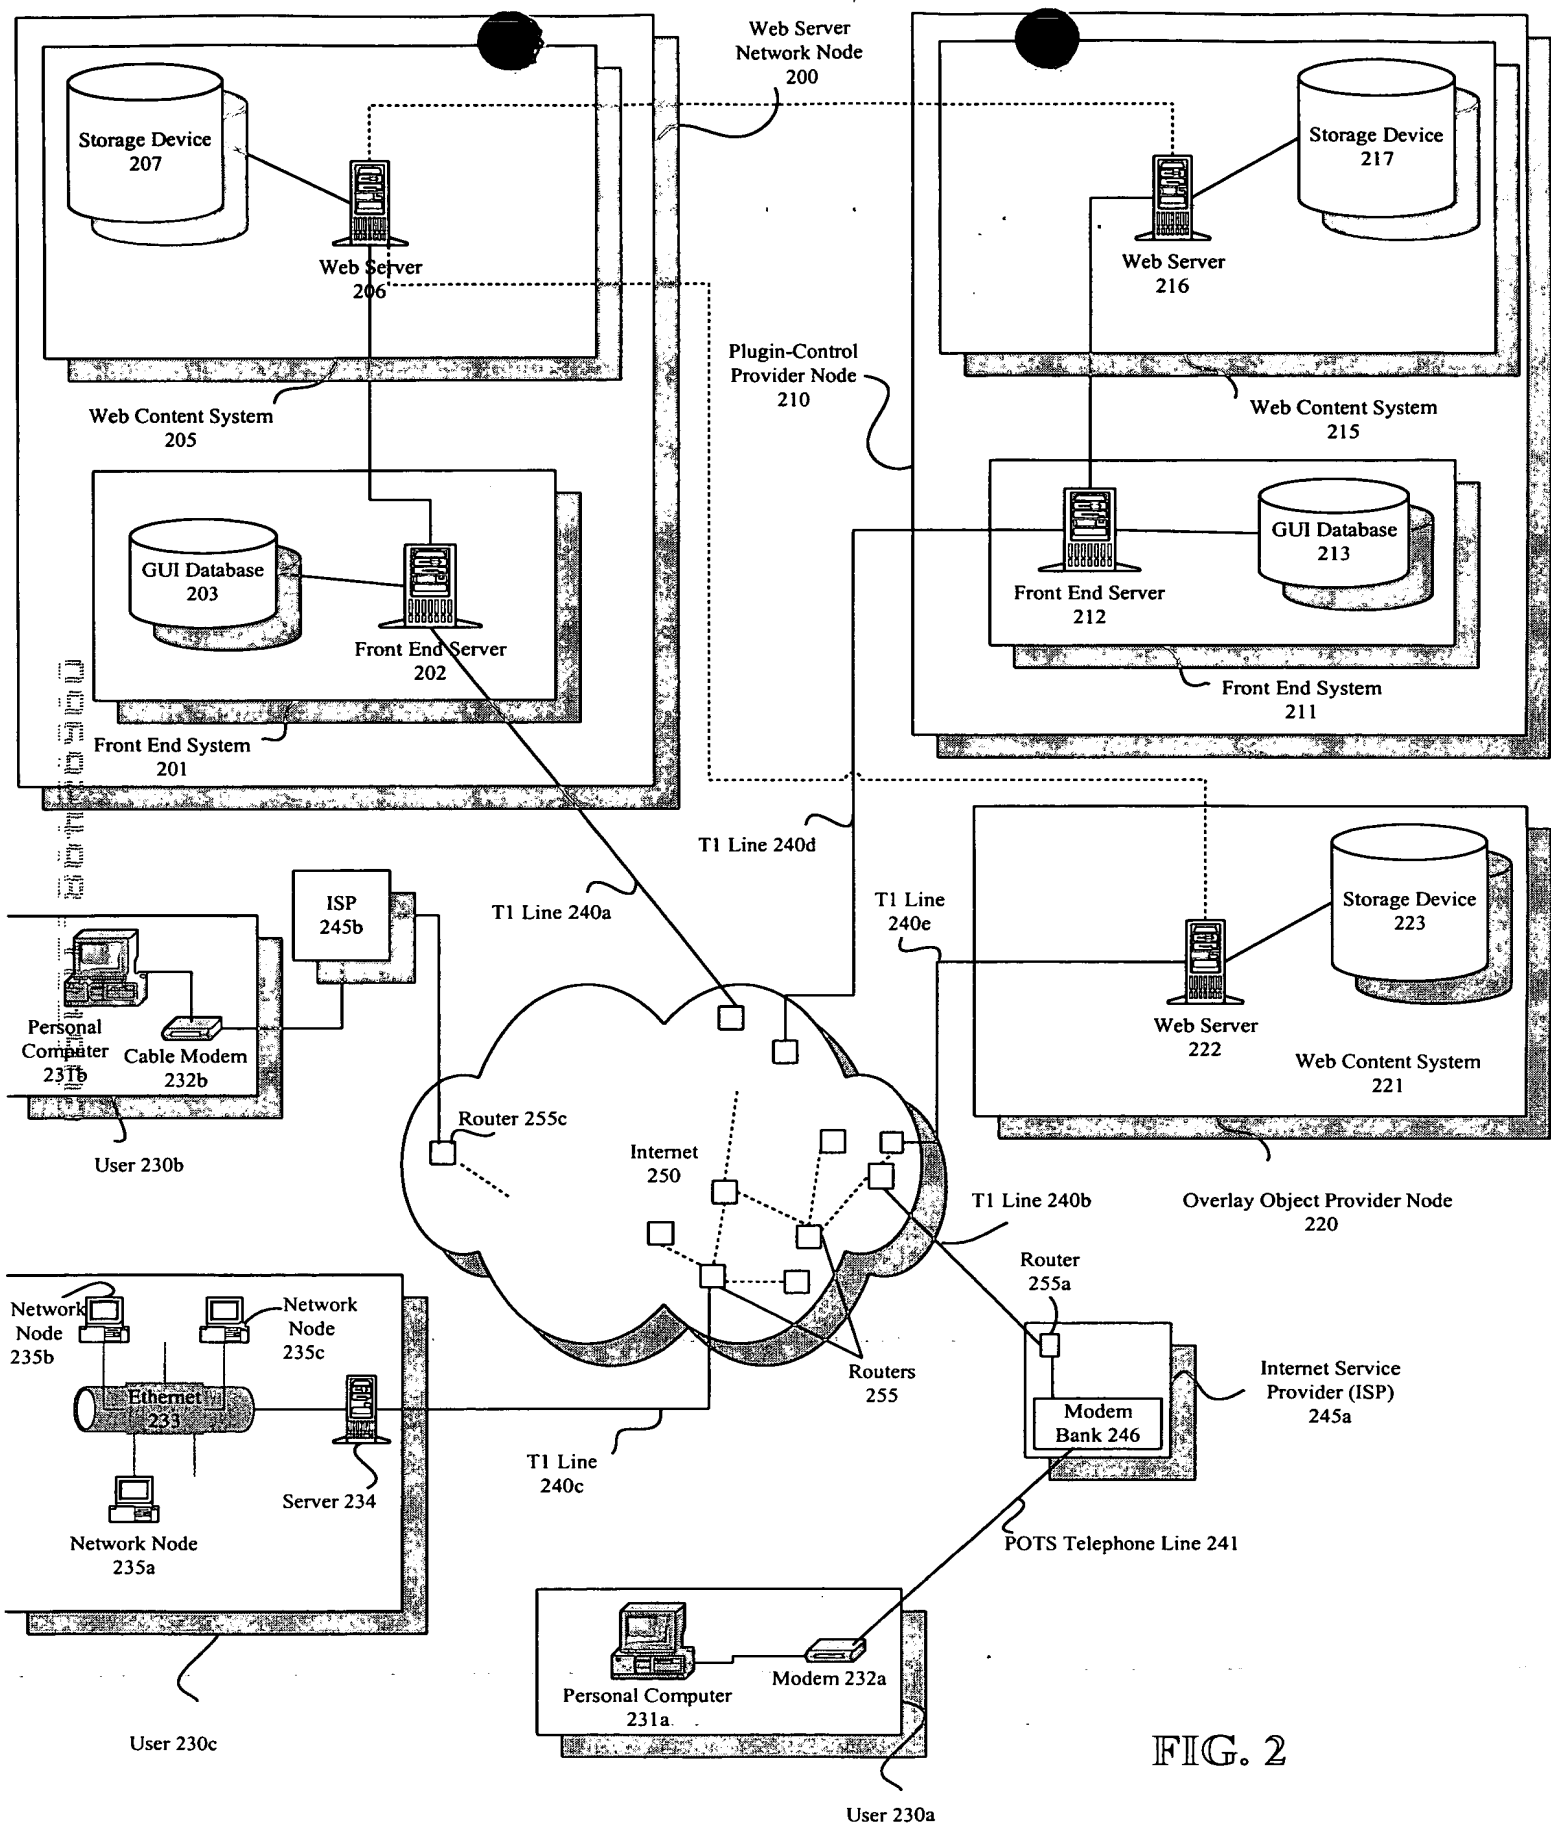 Web Server
Network Node
200
Storage Device
207
Web Server
206
Web Content System
205
GUI Database
203
Front End Server
202
Front End System
201
Storage Device
217
Web Server
216
Plugin-Control
Provider Node
210
Web Content System
215
GUI Database
213
Front End Server
212
Front End System
211
T1 Line 240d
T1 Line 240a
T1 Line
240e
ISP
245b
Personal
Computer
231b
Cable Modem
232b
User 230b
Storage Device
223
Web Server
222
Web Content System
221
Overlay Object Provider Node
220
Router 255c
Internet
250
T1 Line 240b
Router
255a
Routers
255
Internet Service
Provider (ISP)
245a
Modem
Bank 246
Network
Node
235b
Network
Node
235c
Ethernet
233
Server 234
Network Node
235a
T1 Line
240c
User 230c
POTS Telephone Line 241
Personal Computer
231a
Modem 232a
User 230a
FIG. 2